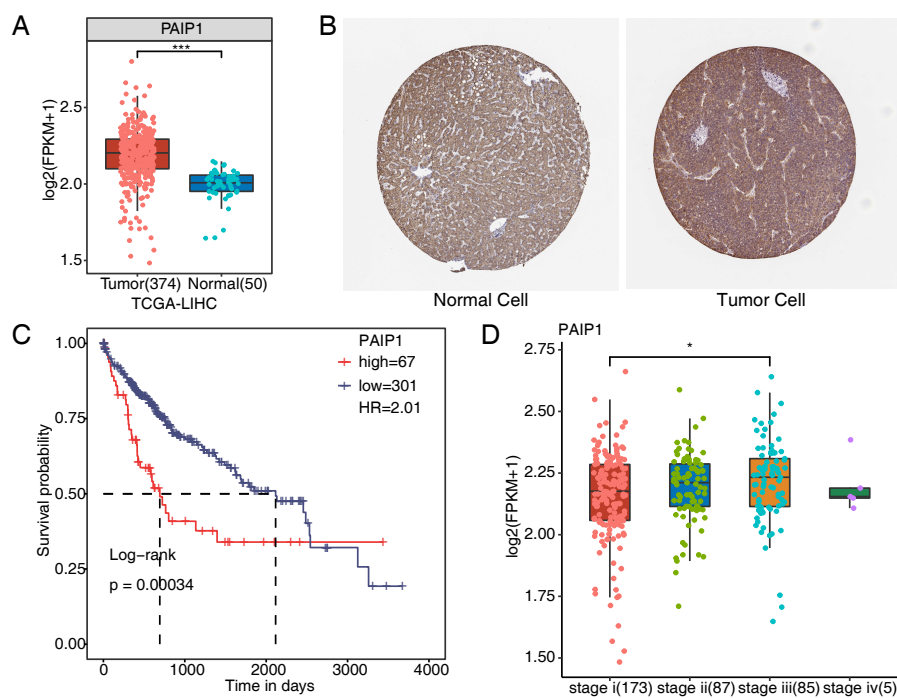 A
PAIP1
***
log2(FPKM+1)
2.5
2.0
1.5
Tumor(374) Normal(50)
TCGA-LIHC
B
Normal Cell
Tumor Cell
C
Survival probability
1.00
0.75
0.50
0.25
0.00
PAIP1
high=67
low=301
HR=2.01
Log-rank
p = 0.00034
0 1000 2000 3000 4000
Time in days
D
PAIP1
*
log2(FPKM-1)
2.75
2.50
2.25
2.00
1.75
1.50
stage i(173) stage ii(87) stage iii(85) stage iv(5)